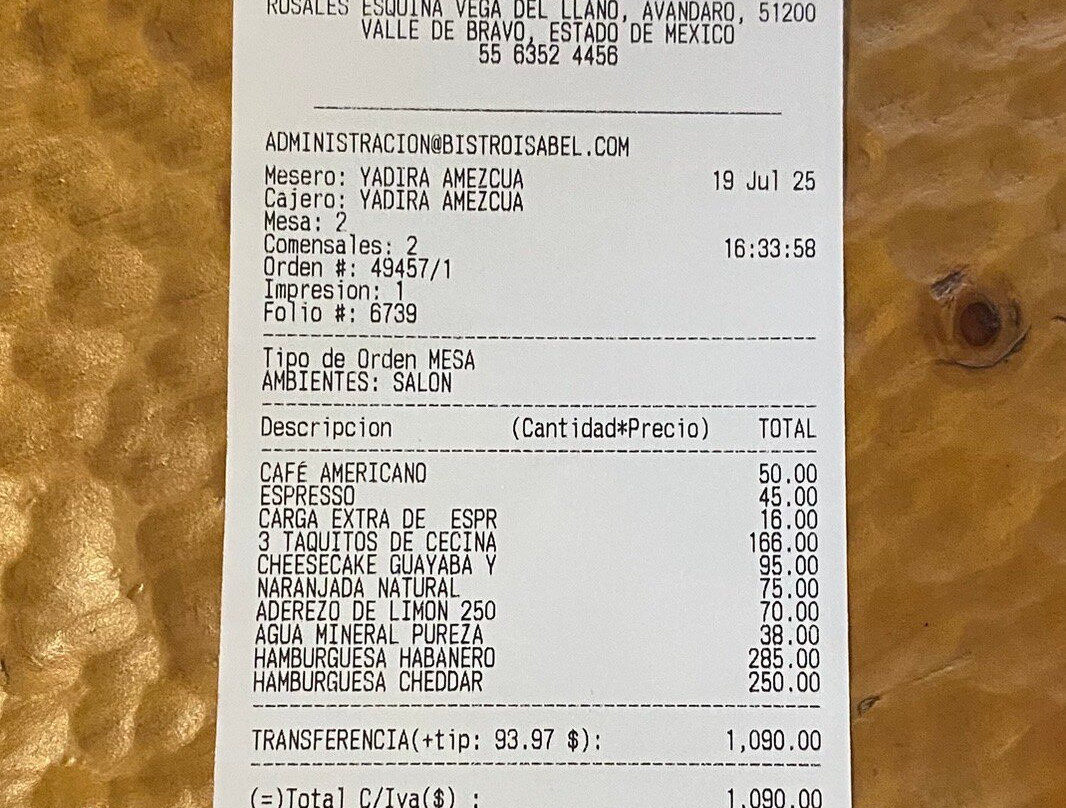 ROSALES ESQUINA VEGA DEL LLANO, AVANDARO, 51200
VALLE DE BRAVO, ESTADO DE MEXICO
55 6352 4456
ADMINISTRACION@BISTROISABEL.COM
Mesero: YADIRA AMEZCUA 19 Jul 25
Cajero: YADIRA AMEZCUA
Mesa: 2
Comensales: 2 16:33:58
Orden #: 49457/1
Impresion: 1
Folio #: 6739
Tipo de Orden MESA
AMBIENTES: SALON
Descripcion (Cantidad*Precio) TOTAL
CAFÉ AMERICANO 50.00
ESPRESSO 45.00
CARGA EXTRA DE ESPR 16.00
3 TAQUITOS DE CECINA 166.00
CHEESECAKE GUAYABA Y 95.00
NARANJADA NATURAL 75.00
ADEREZO DE LIMON 250 70.00
AGUA MINERAL PUREZA 38.00
HAMBURGUESA HABANERO 285.00
HAMBURGUESA CHEDDAR 250.00
TRANSFERENCIA(+tip: 93.97 $): 1,090.00
(=)Total C/Iva($) : 1,090.00